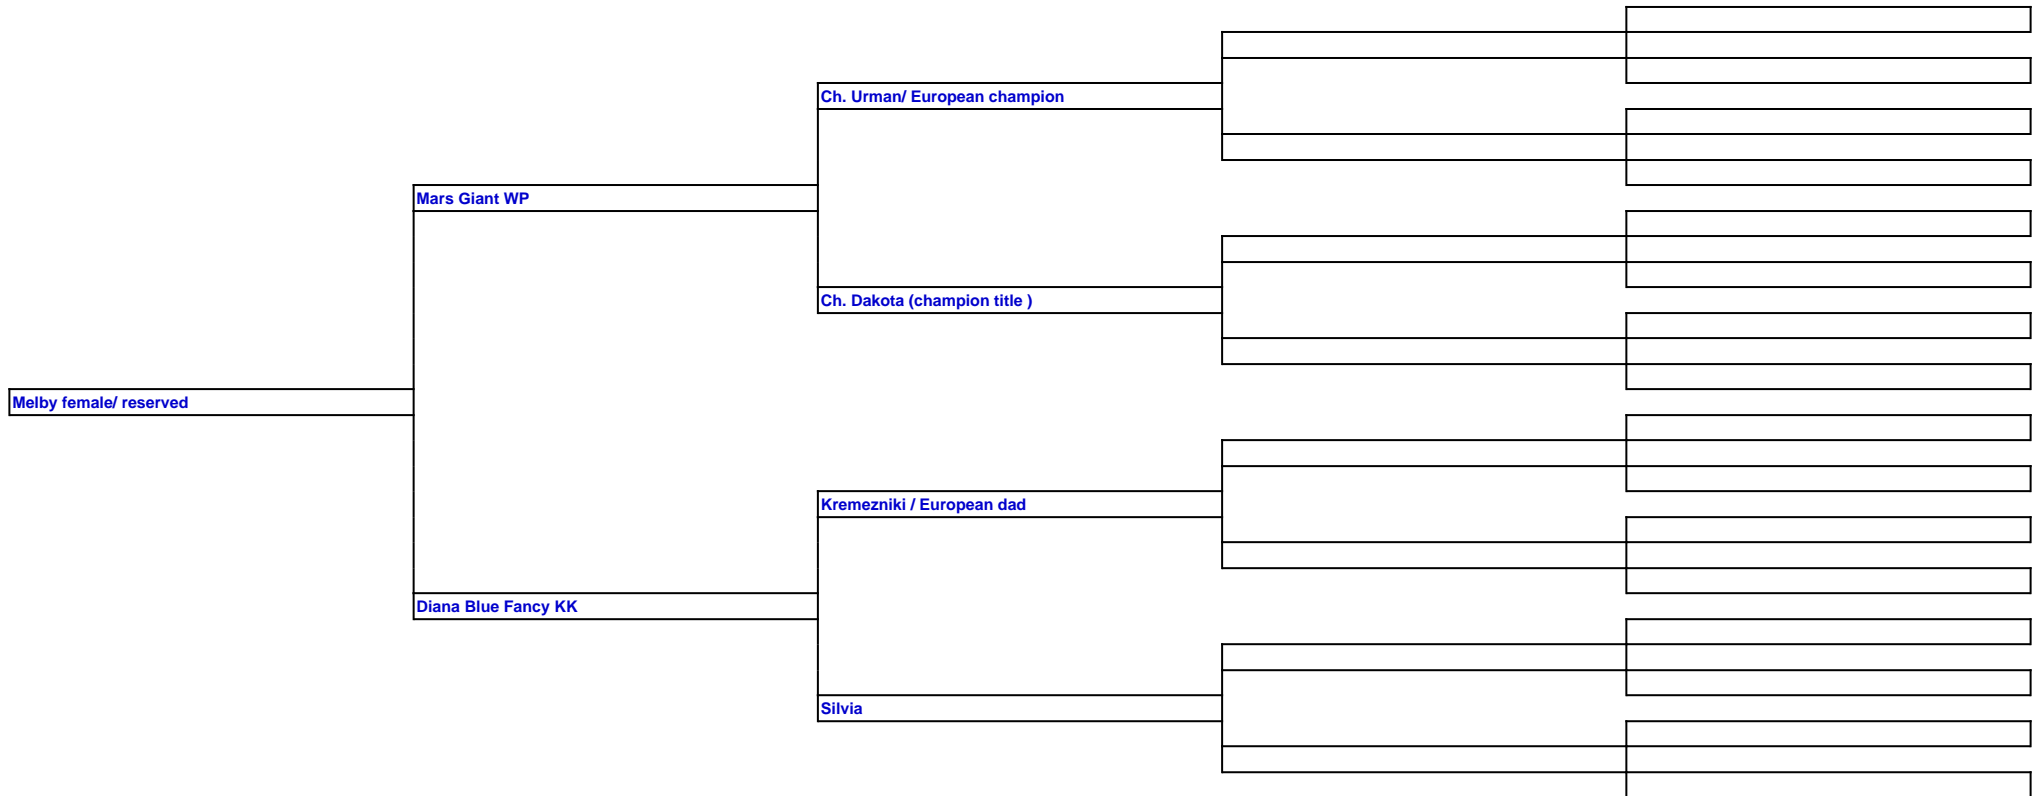 Ch. Urman/ European champion
Mars Giant WP
Ch. Dakota (champion title )
Melby female/ reserved
Kremezniki / European dad
Diana Blue Fancy KK
Silvia